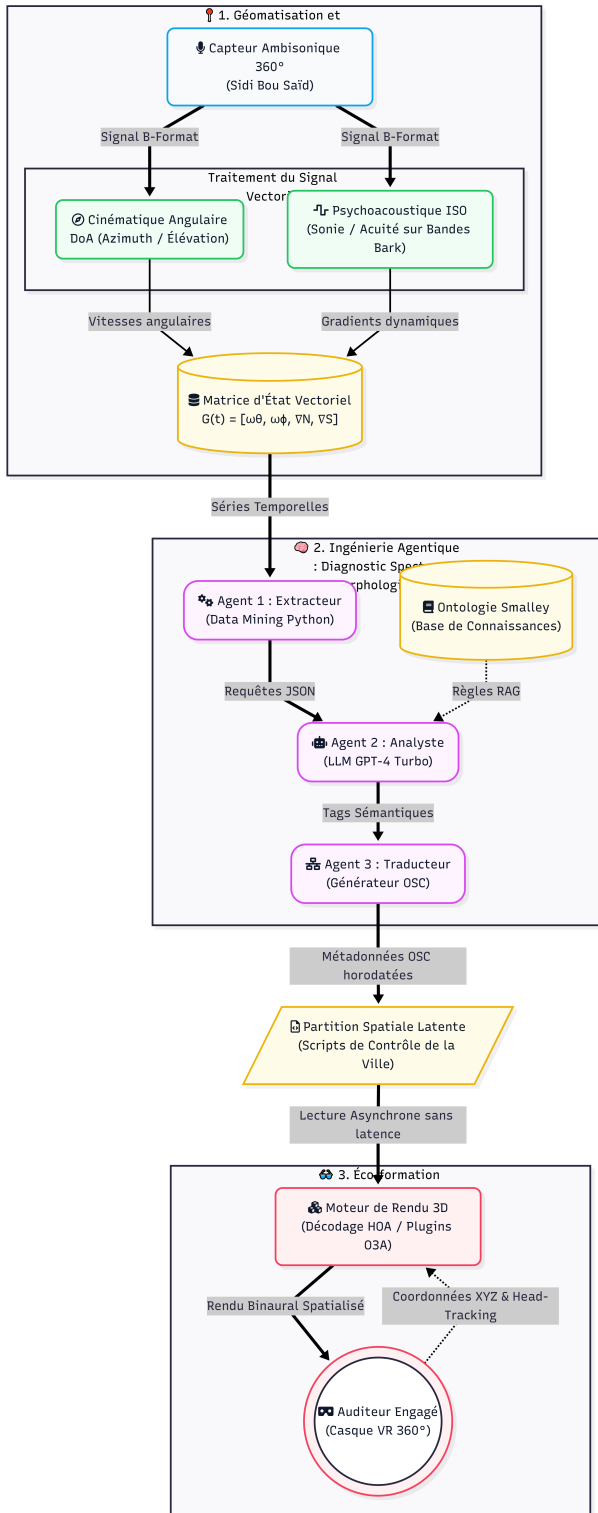 1. Géomatisation et
Capteur Ambisonique
360°
(Sidi Bou Saïd)
Signal B-Format
Signal B-Format
Traitement du Signal
Cinématique Angulaire
DoA (Azimuth / Élévation)
Psychoacoustique ISO
(Sonie / Acuité sur Bandes
Bark)
Vitesses angulaires
Gradients dynamiques
Matrice d'État Vectoriel
G(t) = [ωθ, ωϕ, ∇N, ∇S]
Séries Temporelles
2. Ingénierie Agentique
: Diagnostic
Agent 1 : Extracteur
(Data Mining Python)
Ontologie Smalley
(Base de Connaissances)
Requêtes JSON
Règles RAG
Agent 2 : Analyste
(LLM GPT-4 Turbo)
Tags Sémantiques
Agent 3 : Traducteur
(Générateur OSC)
Métadonnées OSC
horodatées
Partition Spatiale Latente
(Scripts de Contrôle de la
Ville)
Lecture Asynchrone sans
latence
3. Éco-formation
Moteur de Rendu 3D
(Décodage HOA / Plugins
O3A)
Rendu Binaural Spatialisé
Coordonnées XYZ & Head-
Tracking
Auditeur Engagé
(Casque VR 360°)